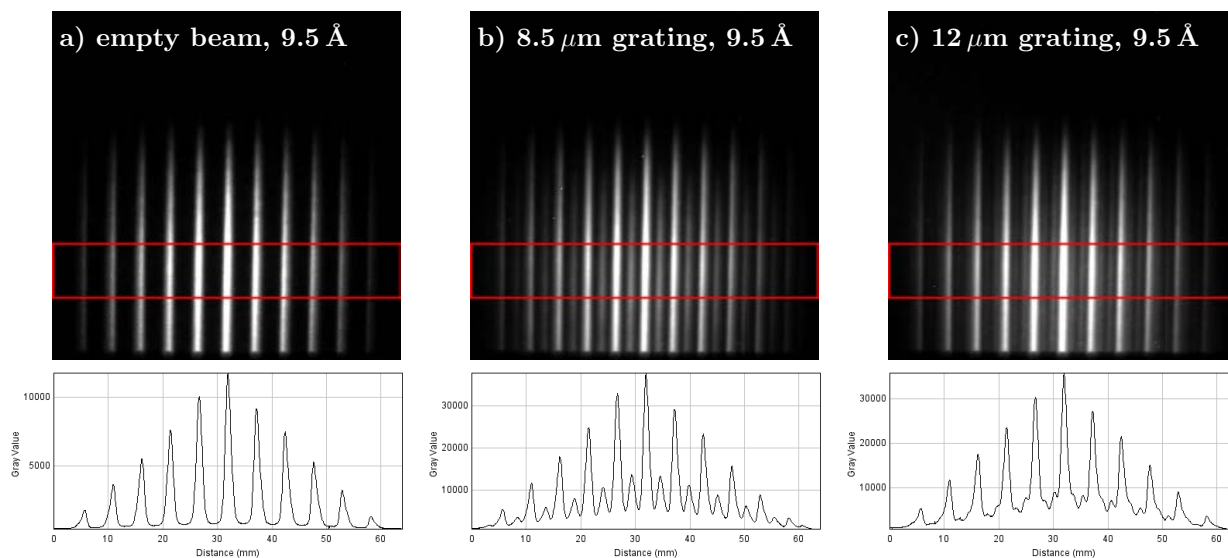 a) empty beam, 9.5 Å
b) 8.5 μm grating, 9.5 Å
c) 12 μm grating, 9.5 Å
10000
5000
Gray Value
0 10 20 30 40 50 60
Distance (mm)
30000
20000
10000
Gray Value
0 10 20 30 40 50 60
Distance (mm)
30000
20000
10000
Gray Value
0 10 20 30 40 50 60
Distance (mm)